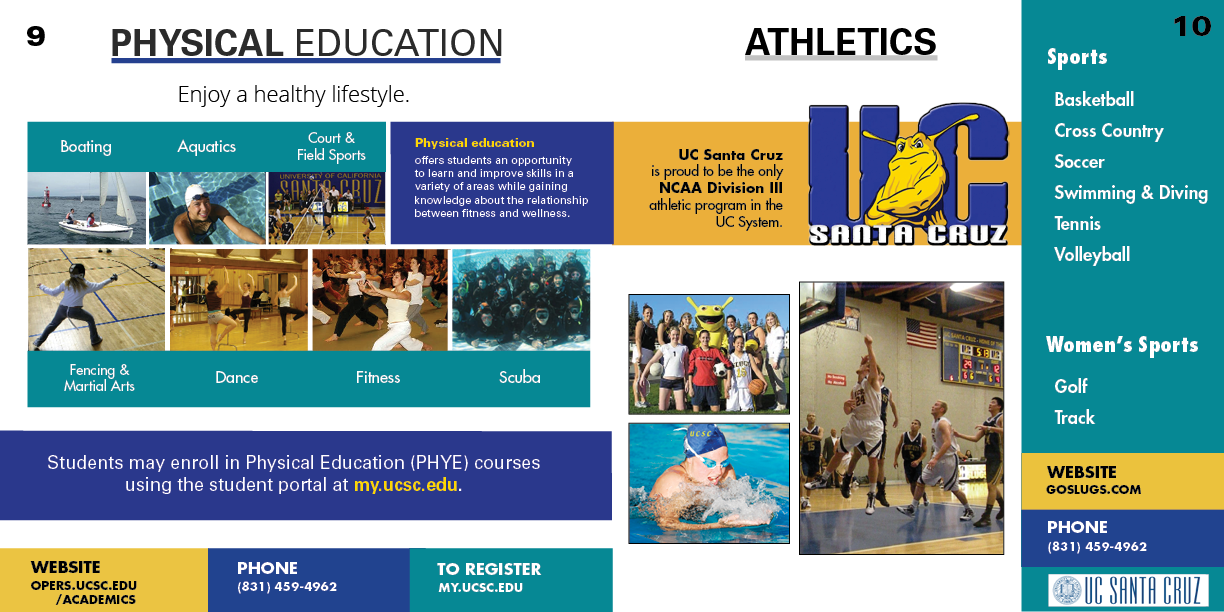 9
PHYSICAL EDUCATION
Enjoy a healthy lifestyle.
Boating
Aquatics
Court &
Field Sports
UNIVERSITY OF CALIFORNIA
SANTA CRUZ
Physical education
offers students an opportunity
to learn and improve skills in a
variety of areas while gaining
knowledge about the relationship
between fitness and wellness.
Fencing &
Martial Arts
Dance
Fitness
Scuba
Students may enroll in Physical Education (PHYE) courses
using the student portal at my.ucsc.edu.
WEBSITE
OPERS.UCSC.EDU
/ACADEMICS
PHONE
(831) 459-4962
TO REGISTER
MY.UCSC.EDU
ATHLETICS
UC Santa Cruz
is proud to be the only
NCAA Division III
athletic program in the
UC System.
UC
SANTA CRUZ
UCSC
24
10
Sports
Basketball
Cross Country
Soccer
Swimming & Diving
Tennis
Volleyball
Women's Sports
Golf
Track
WEBSITE
GOSLUGS.COM
PHONE
(831) 459-4962
UC SANTA CRUZ